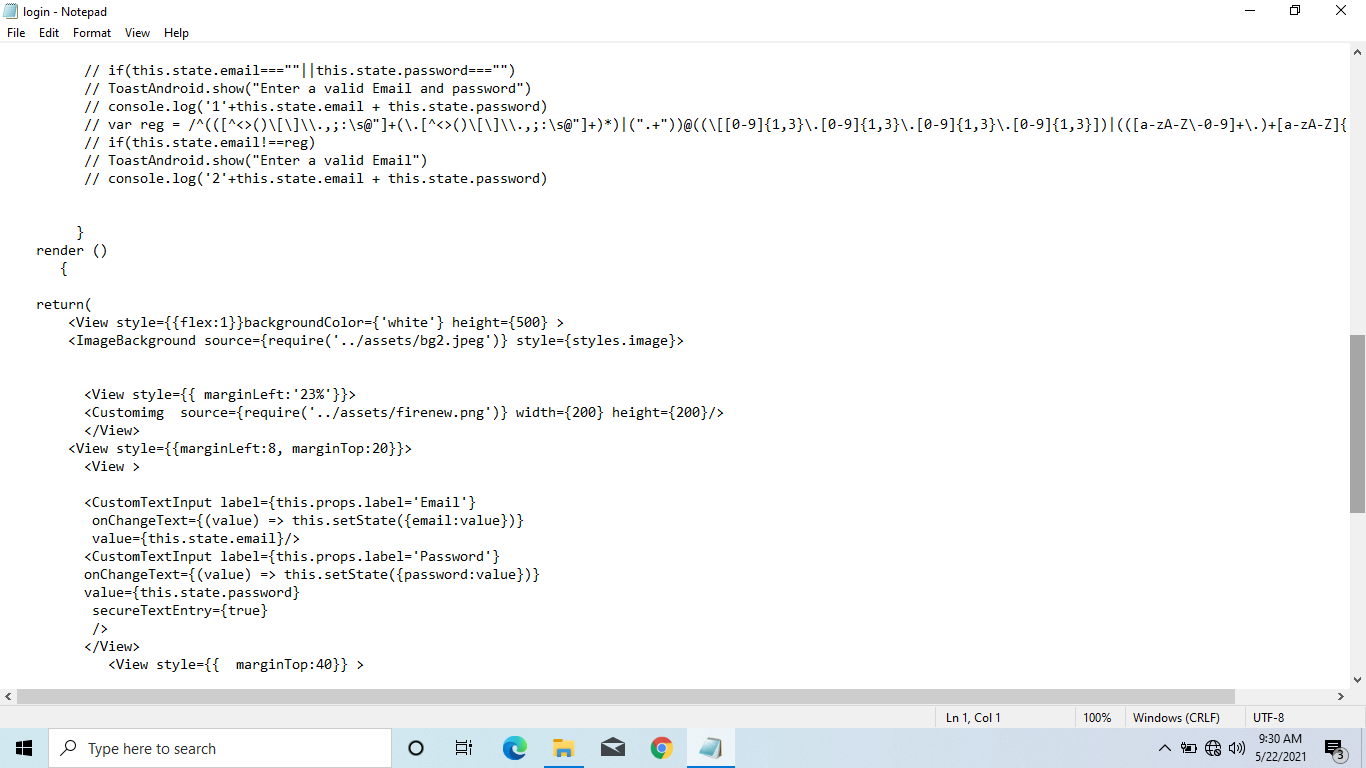 login - Notepad
File Edit Format View Help
// if(this.state.email===""||this.state.password==="")
// ToastAndroid.show("Enter a valid Email and password")
// console.log('1'+this.state.email + this.state.password)
// var reg = /^(([^<>()\[\]\\.,;:\s@"]+(\.[^<>()\[\]\\.,;:\s@"]+)*)|(".+"))@((\[[0-9]{1,3}\.[0-9]{1,3}\.[0-9]{1,3}\.[0-9]{1,3}])|(([a-zA-Z\-0-9]+\.)+[a-zA-Z]{
// if(this.state.email!==reg)
// ToastAndroid.show("Enter a valid Email")
// console.log('2'+this.state.email + this.state.password)
}
render ()
{
return(
<View style={{flex:1}}backgroundColor={'white'} height={500} >
<ImageBackground source={require('../assets/bg2.jpeg')} style={styles.image}>
<View style={{ marginLeft:'23%'}}>
<Customimg  source={require('../assets/firenew.png')} width={200} height={200}/>
</View>
<View style={{marginLeft:8, marginTop:20}}>
<View >
<CustomTextInput label={this.props.label='Email'}
onChangeText={(value) => this.setState({email:value})}
value={this.state.email}/>
<CustomTextInput label={this.props.label='Password'}
onChangeText={(value) => this.setState({password:value})}
value={this.state.password}
secureTextEntry={true}
/>
</View>
<View style={{  marginTop:40}} >
Ln 1, Col 1 100% Windows (CRLF) UTF-8
Type here to search
9:30 AM
5/22/2021
3